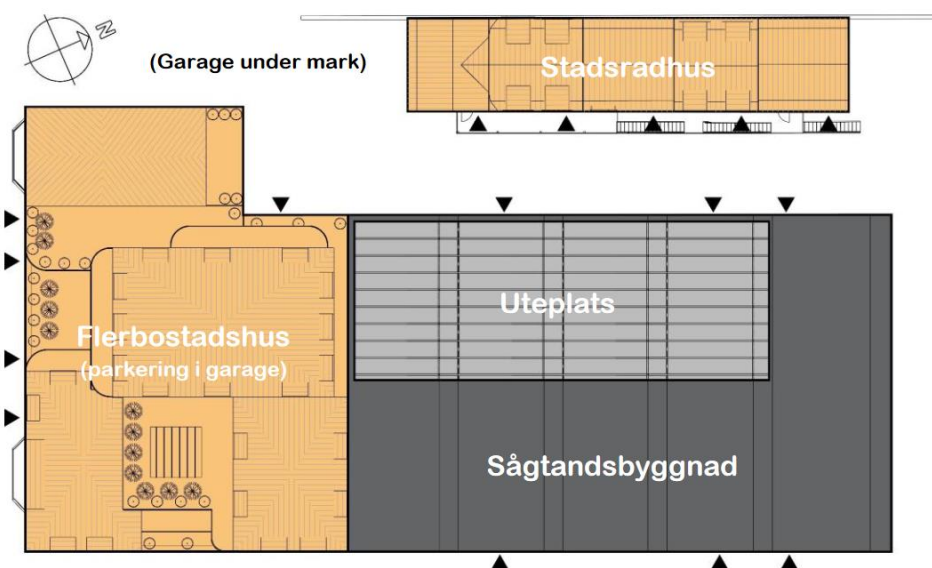 N
(Garage under mark)
Stadsradhus
Uteplats
Flerbostadshus
(parkering i garage)
Sågtandsbyggnad